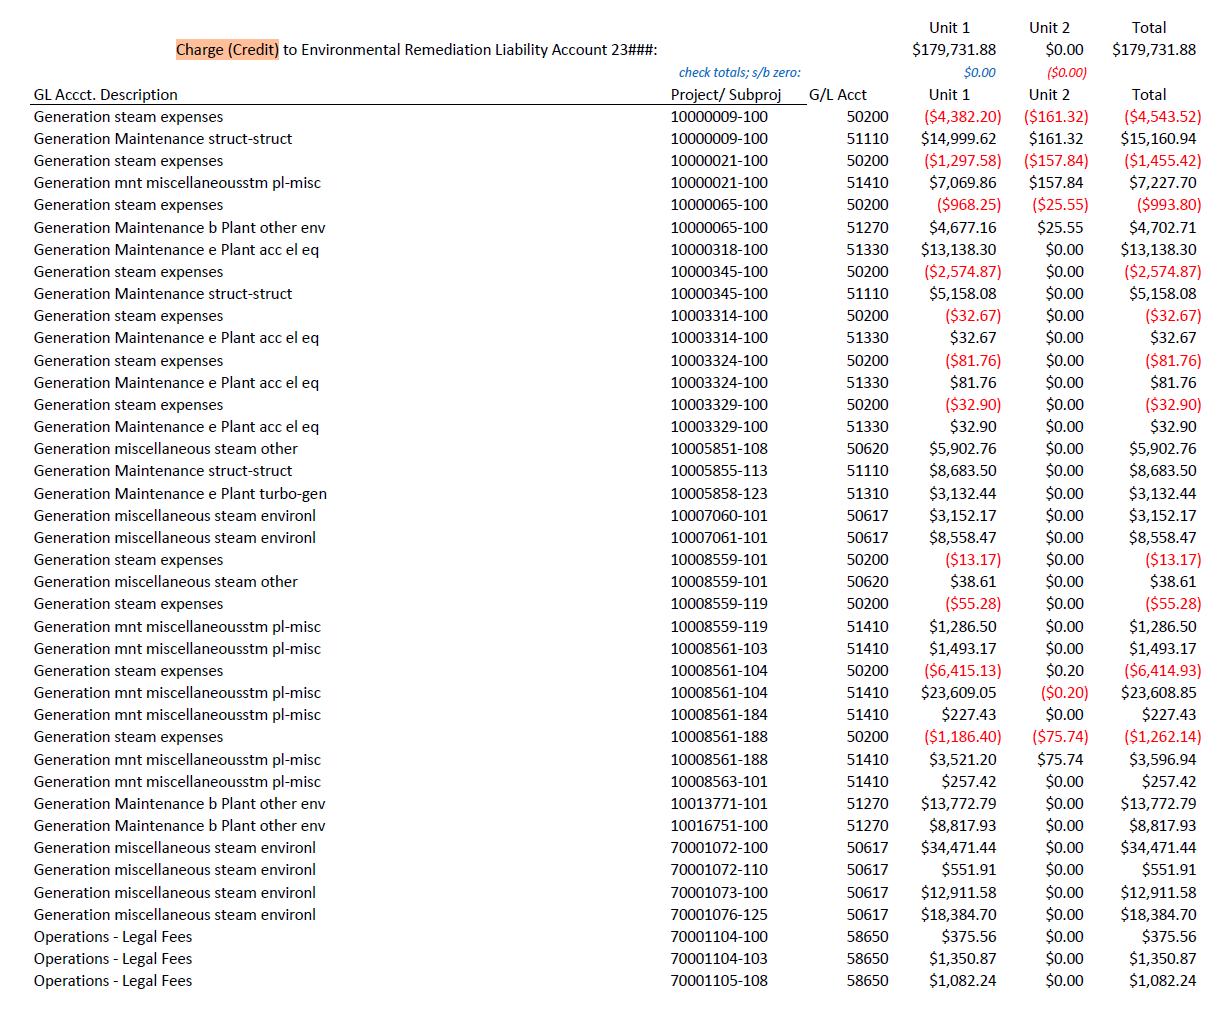 Unit 1 Unit 2 Total
Charge (Credit) to Environmental Remediation Liability Account 23###: $179,731.88 $0.00 $179,731.88
check totals; s/b zero: $0.00 ($0.00)
GL Accct. Description Project/ Subproj G/L Acct Unit 1 Unit 2 Total
Generation steam expenses 10000009-100 50200 ($4,382.20) ($161.32) ($4,543.52)
Generation Maintenance struct-struct 10000009-100 51110 $14,999.62 $161.32 $15,160.94
Generation steam expenses 10000021-100 50200 ($1,297.58) ($157.84) ($1,455.42)
Generation mnt miscellaneousstm pl-misc 10000021-100 51410 $7,069.86 $157.84 $7,227.70
Generation steam expenses 10000065-100 50200 ($968.25) ($25.55) ($993.80)
Generation Maintenance b Plant other env 10000065-100 51270 $4,677.16 $25.55 $4,702.71
Generation Maintenance e Plant acc el eq 10000318-100 51330 $13,138.30 $0.00 $13,138.30
Generation steam expenses 10000345-100 50200 ($2,574.87) $0.00 ($2,574.87)
Generation Maintenance struct-struct 10000345-100 51110 $5,158.08 $0.00 $5,158.08
Generation steam expenses 10003314-100 50200 ($32.67) $0.00 ($32.67)
Generation Maintenance e Plant acc el eq 10003314-100 51330 $32.67 $0.00 $32.67
Generation steam expenses 10003324-100 50200 ($81.76) $0.00 ($81.76)
Generation Maintenance e Plant acc el eq 10003324-100 51330 $81.76 $0.00 $81.76
Generation steam expenses 10003329-100 50200 ($32.90) $0.00 ($32.90)
Generation Maintenance e Plant acc el eq 10003329-100 51330 $32.90 $0.00 $32.90
Generation miscellaneous steam other 10005851-108 50620 $5,902.76 $0.00 $5,902.76
Generation Maintenance struct-struct 10005855-113 51110 $8,683.50 $0.00 $8,683.50
Generation Maintenance e Plant turbo-gen 10005858-123 51310 $3,132.44 $0.00 $3,132.44
Generation miscellaneous steam environl 10007060-101 50617 $3,152.17 $0.00 $3,152.17
Generation miscellaneous steam environl 10007061-101 50617 $8,558.47 $0.00 $8,558.47
Generation steam expenses 10008559-101 50200 ($13.17) $0.00 ($13.17)
Generation miscellaneous steam other 10008559-101 50620 $38.61 $0.00 $38.61
Generation steam expenses 10008559-119 50200 ($55.28) $0.00 ($55.28)
Generation mnt miscellaneousstm pl-misc 10008559-119 51410 $1,286.50 $0.00 $1,286.50
Generation mnt miscellaneousstm pl-misc 10008561-103 51410 $1,493.17 $0.00 $1,493.17
Generation steam expenses 10008561-104 50200 ($6,415.13) $0.20 ($6,414.93)
Generation mnt miscellaneousstm pl-misc 10008561-104 51410 $23,609.05 ($0.20) $23,608.85
Generation mnt miscellaneousstm pl-misc 10008561-184 51410 $227.43 $0.00 $227.43
Generation steam expenses 10008561-188 50200 ($1,186.40) ($75.74) ($1,262.14)
Generation mnt miscellaneousstm pl-misc 10008561-188 51410 $3,521.20 $75.74 $3,596.94
Generation mnt miscellaneousstm pl-misc 10008563-101 51410 $257.42 $0.00 $257.42
Generation Maintenance b Plant other env 10013771-101 51270 $13,772.79 $0.00 $13,772.79
Generation Maintenance b Plant other env 10016751-100 51270 $8,817.93 $0.00 $8,817.93
Generation miscellaneous steam environl 70001072-100 50617 $34,471.44 $0.00 $34,471.44
Generation miscellaneous steam environl 70001072-110 50617 $551.91 $0.00 $551.91
Generation miscellaneous steam environl 70001073-100 50617 $12,911.58 $0.00 $12,911.58
Generation miscellaneous steam environl 70001076-125 50617 $18,384.70 $0.00 $18,384.70
Operations - Legal Fees 70001104-100 58650 $375.56 $0.00 $375.56
Operations - Legal Fees 70001104-103 58650 $1,350.87 $0.00 $1,350.87
Operations - Legal Fees 70001105-108 58650 $1,082.24 $0.00 $1,082.24